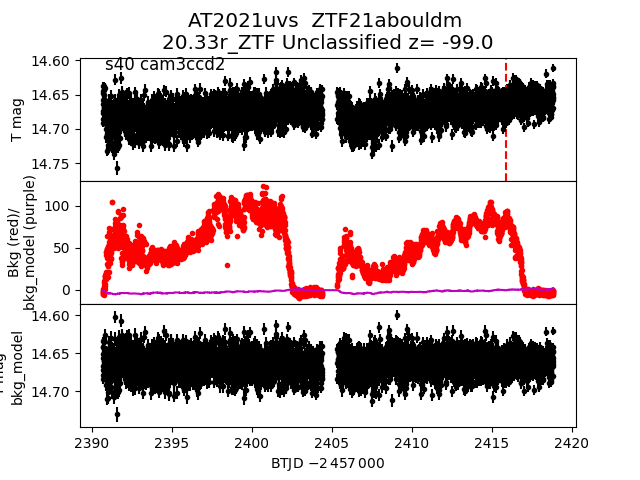 AT2021uvs  ZTF21abouldm
20.33r_ZTF Unclassified z= -99.0
s40 cam3ccd2
14.60
14.65
14.70
14.75
T mag
100
50
0
Bkg (red)/
bkg_model (purple)
14.60
14.65
14.70
T mag
bkg_model
2390
2395
2400
2405
2410
2415
2420
BTJD −2 457 000